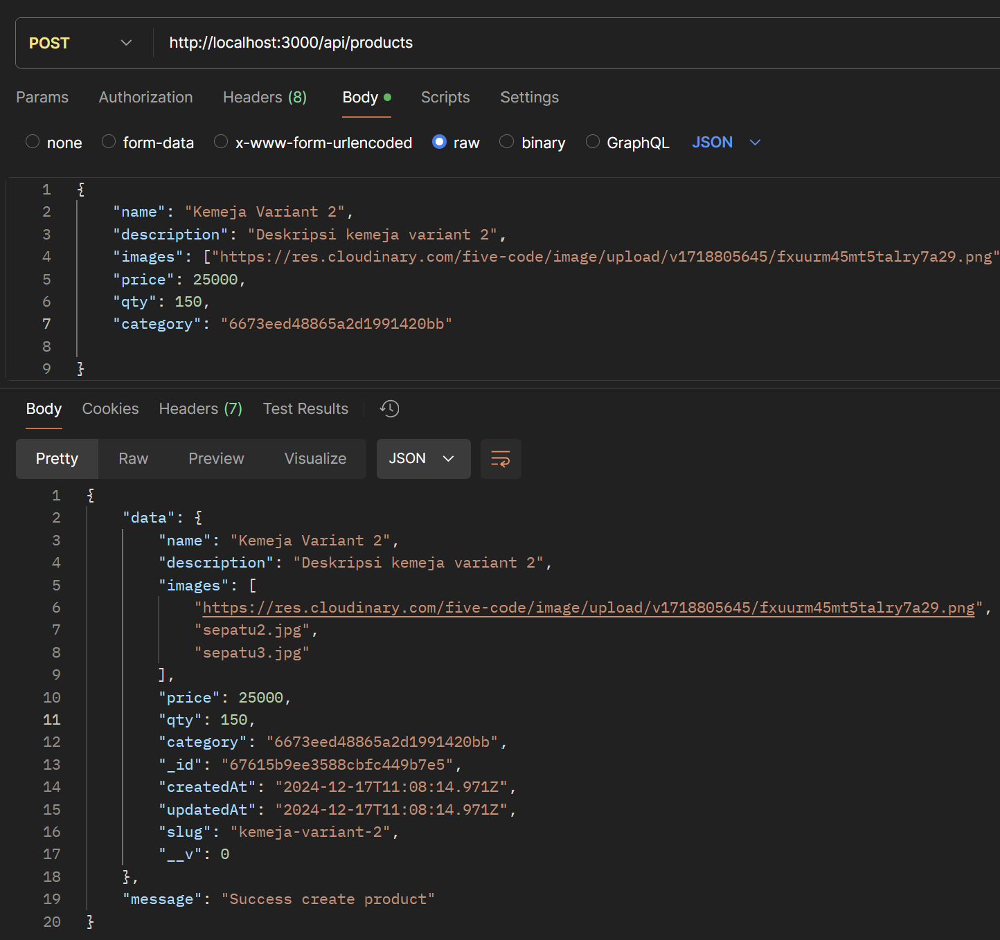 POST http://localhost:3000/api/products
Params Authorization Headers (8) Body Scripts Settings
none form-data x-www-form-urlencoded raw binary GraphQL JSON
1 {
2 "name": "Kemeja Variant 2",
3 "description": "Deskripsi kemeja variant 2",
4 "images": ["https://res.cloudinary.com/five-code/image/upload/v1718805645/fxuurm45mt5talry7a29.png"
5 "price": 25000,
6 "qty": 150,
7 "category": "6673eed48865a2d1991420bb"
8
9 }
Body Cookies Headers (7) Test Results
Pretty Raw Preview Visualize JSON
1 {
2 "data": {
3 "name": "Kemeja Variant 2",
4 "description": "Deskripsi kemeja variant 2",
5 "images": [
6 "https://res.cloudinary.com/five-code/image/upload/v1718805645/fxuurm45mt5talry7a29.png",
7 "sepatu2.jpg",
8 "sepatu3.jpg"
9 ],
10 "price": 25000,
11 "qty": 150,
12 "category": "6673eed48865a2d1991420bb",
13 "_id": "67615b9ee3588cbfc449b7e5",
14 "createdAt": "2024-12-17T11:08:14.971Z",
15 "updatedAt": "2024-12-17T11:08:14.971Z",
16 "slug": "kemeja-variant-2",
17 "__v": 0
18 },
19 "message": "Success create product"
20 }